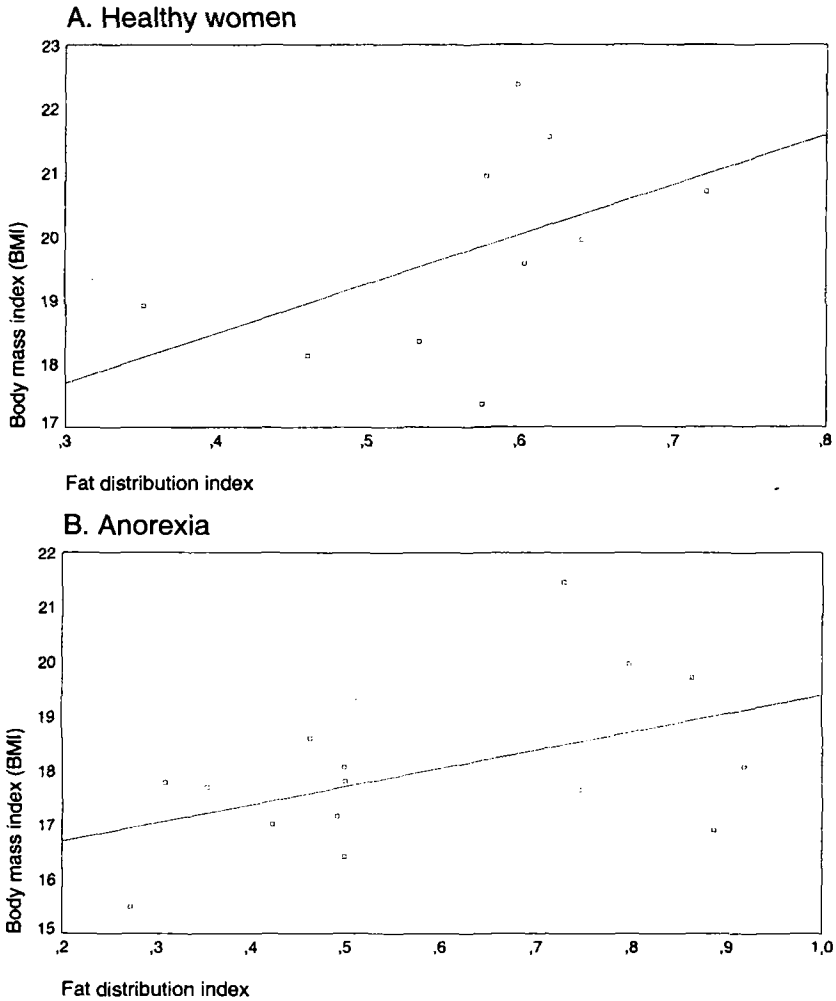 A. Healthy women
23
22
21
20
19
18
17
Body mass index (BMI)
,3 ,4 ,5 ,6 ,7 ,8
Fat distribution index
B. Anorexia
22
21
20
19
18
17
16
15
Body mass index (BMI)
,2 ,3 ,4 ,5 ,6 ,7 ,8 ,9 1,0
Fat distribution index